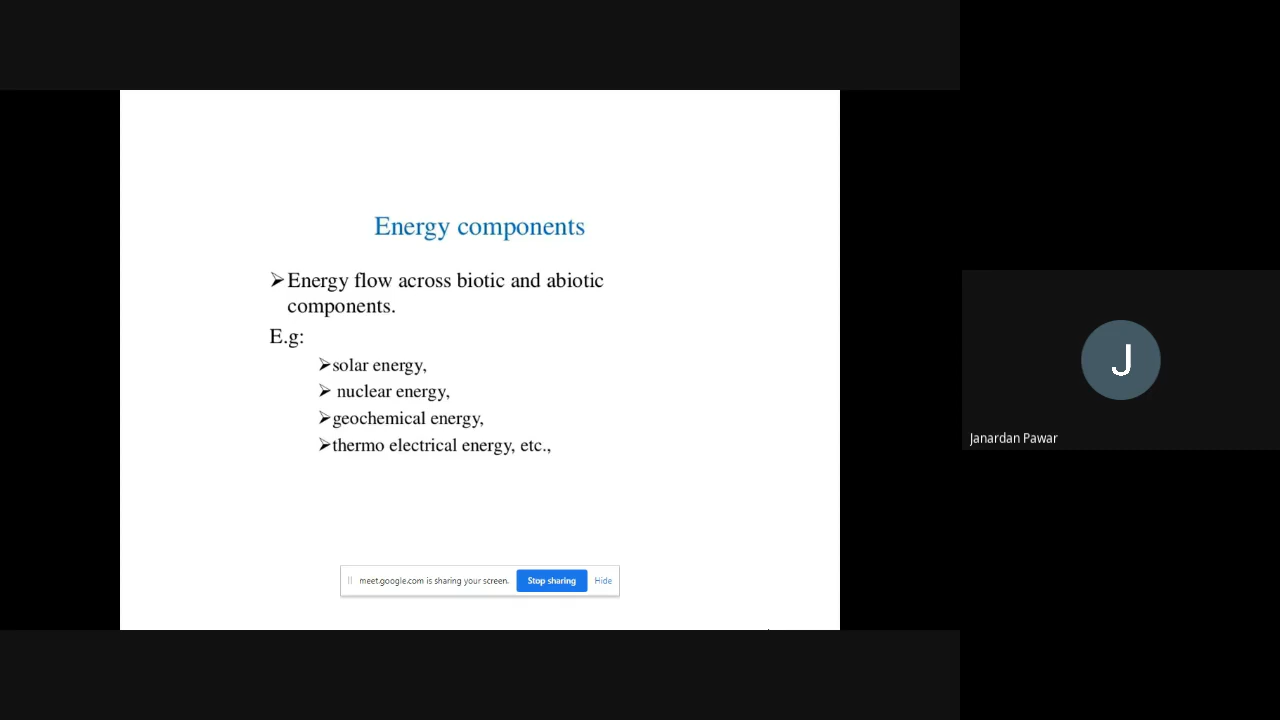 Energy components
➢Energy flow across biotic and abiotic
components.
E.g:
➢solar energy,
➢ nuclear energy,
➢geochemical energy,
➢thermo electrical energy, etc.,
meet.google.com is sharing your screen. Stop sharing Hide
J
Janardan Pawar